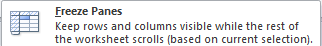 Freeze Panes
Keep rows and columns visible while the rest of
the worksheet scrolls (based on current selection).